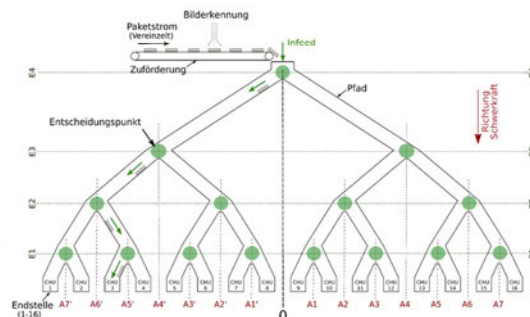 Bilderkennung
Paketstrom
(Vereinzelt)
Infeed
Zuförderung
E4
Pfad
Richtung
Schwerkraft
Entscheidungspunkt
E3
E2
E1
CHU 1
CHU 2
CHU 3
CHU 4
CHU 5
CHU 6
CHU 7
CHU 8
CHU 9
CHU 10
CHU 11
CHU 12
CHU 13
CHU 14
CHU 15
CHU 16
Endstelle
(1-16)
A7' A6' A5' A4' A3' A2' A1' 0 A1 A2 A3 A4 A5 A6 A7